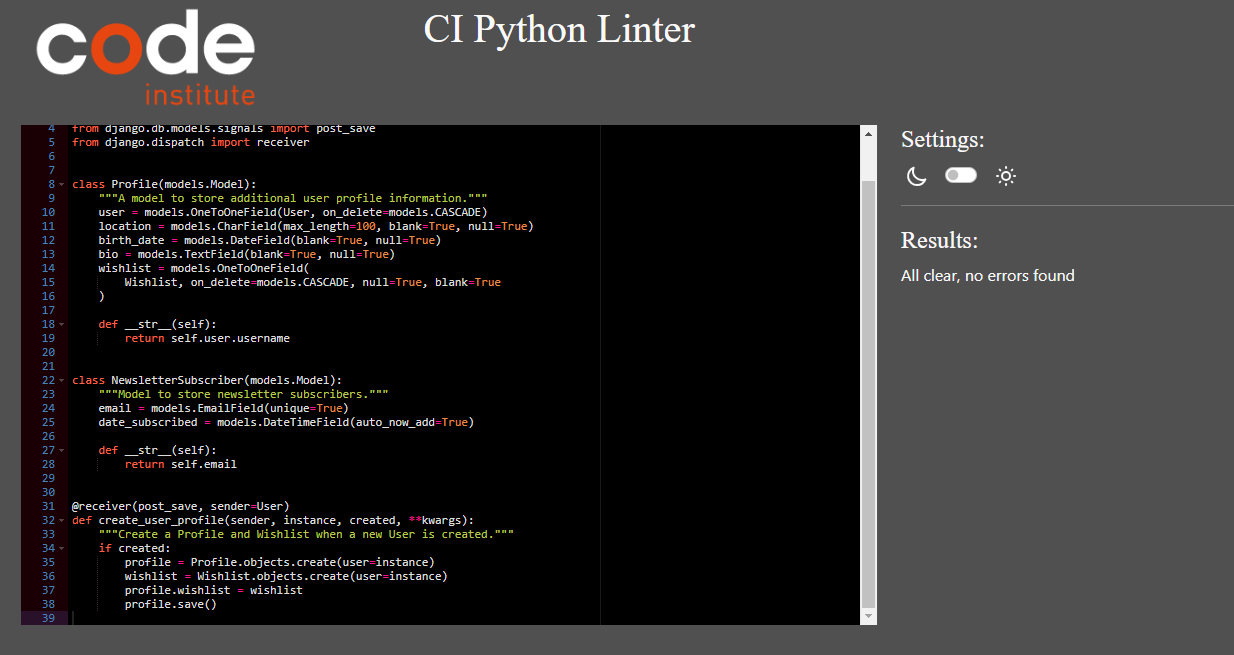 code
institute
CI Python Linter
4 from django.db.models.signals import post_save
5 from django.dispatch import receiver
6
7
8 class Profile(models.Model):
9     """A model to store additional user profile information."""
10     user = models.OneToOneField(User, on_delete=models.CASCADE)
11     location = models.CharField(max_length=100, blank=True, null=True)
12     birth_date = models.DateField(blank=True, null=True)
13     bio = models.TextField(blank=True, null=True)
14     wishlist = models.OneToOneField(
15         Wishlist, on_delete=models.CASCADE, null=True, blank=True
16     )
17
18     def __str__(self):
19         return self.user.username
20
21
22 class NewsletterSubscriber(models.Model):
23     """Model to store newsletter subscribers."""
24     email = models.EmailField(unique=True)
25     date_subscribed = models.DateTimeField(auto_now_add=True)
26
27     def __str__(self):
28         return self.email
29
30
31 @receiver(post_save, sender=User)
32 def create_user_profile(sender, instance, created, **kwargs):
33     """Create a Profile and Wishlist when a new User is created."""
34     if created:
35         profile = Profile.objects.create(user=instance)
36         wishlist = Wishlist.objects.create(user=instance)
37         profile.wishlist = wishlist
38         profile.save()
39
Settings:
Results:
All clear, no errors found